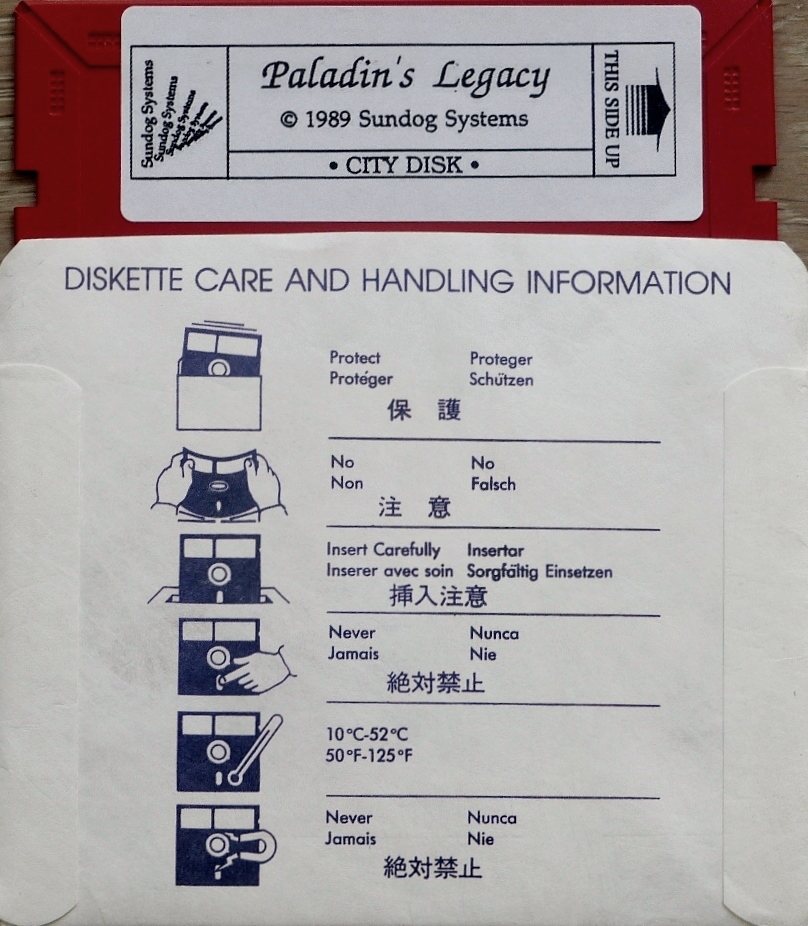 Sundog Systems
Sundog Systems
Sundog Systems
Sundog Systems
Paladin's Legacy
© 1989 Sundog Systems
• CITY DISK •
THIS SIDE UP
DISKETTE CARE AND HANDLING INFORMATION
Protect Proteger
Protéger Schützen
保 護
No No
Non Falsch
注 意
Insert Carefully Insertar
Inserer avec soin Sorgfältig Einsetzen
挿入注意
Never Nunca
Jamais Nie
絶対禁止
10°C-52°C
50°F-125°F
Never Nunca
Jamais Nie
絶対禁止